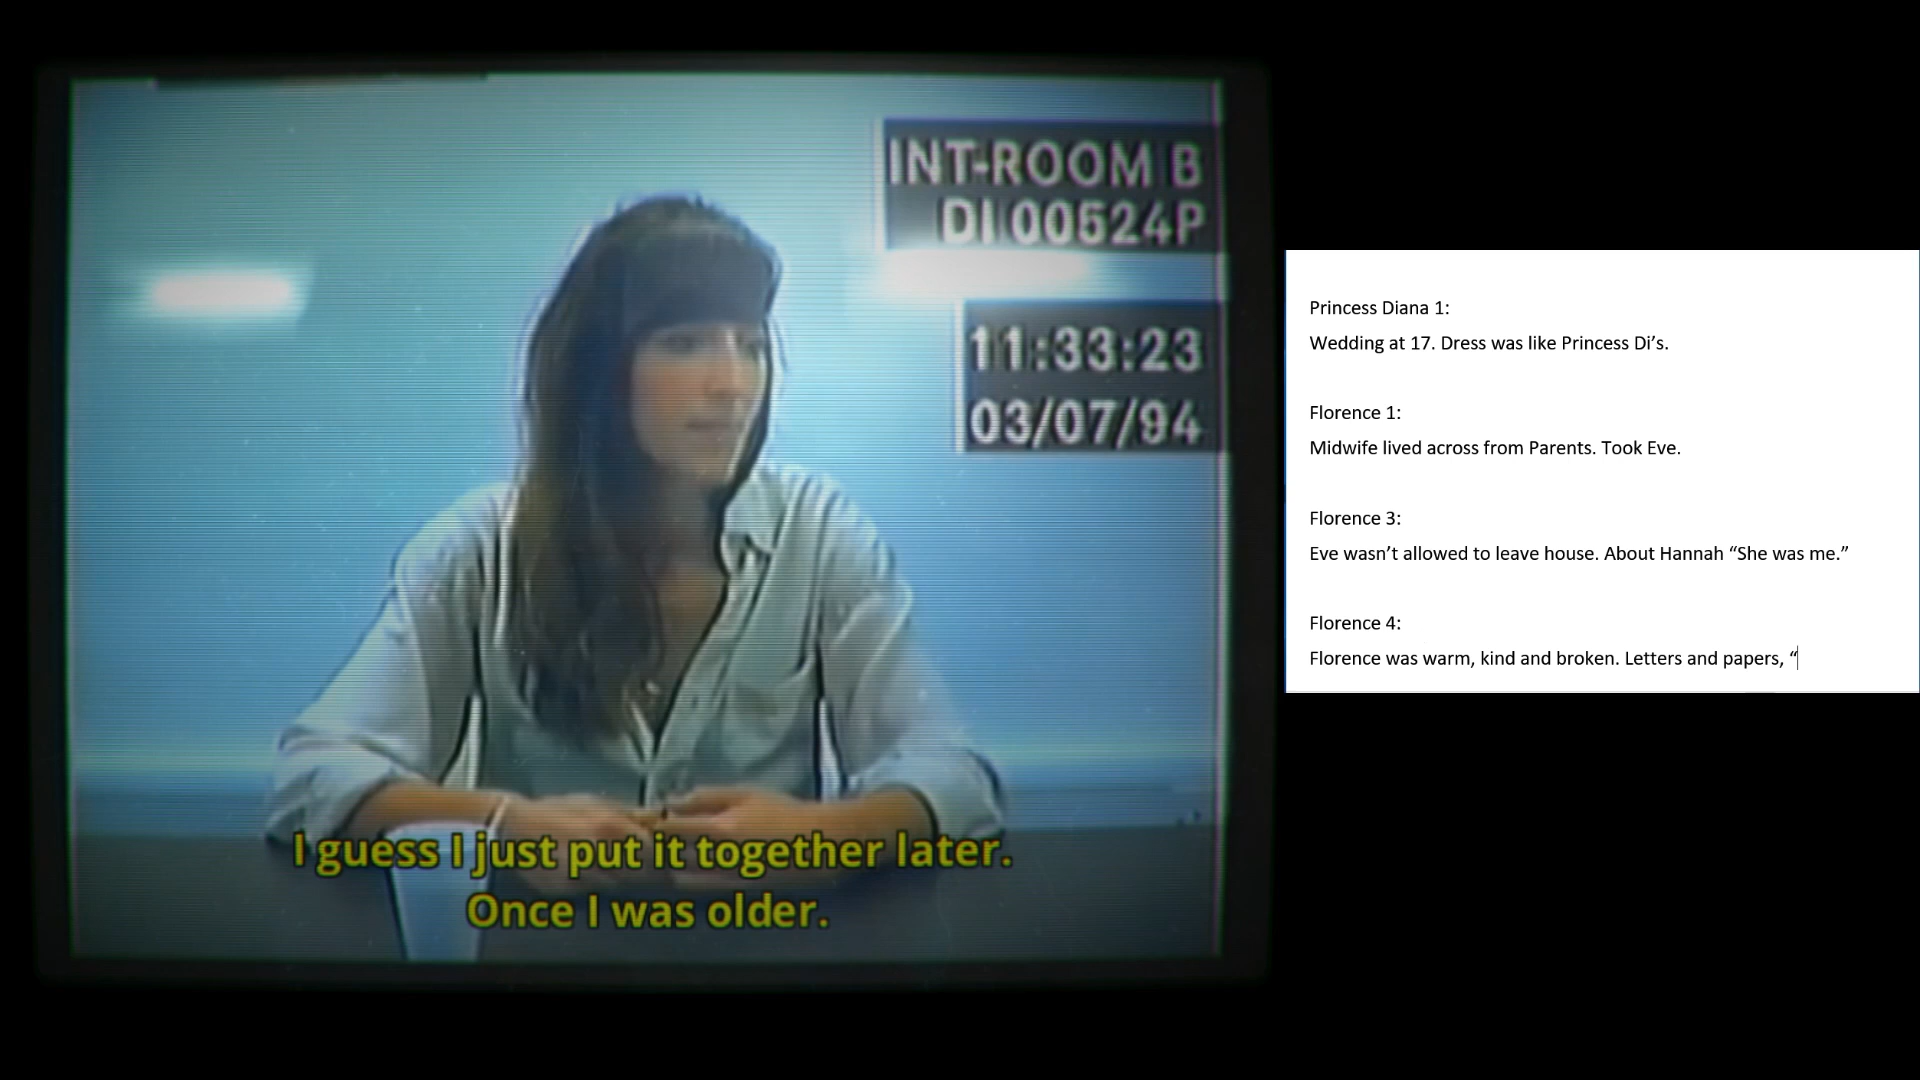 INT-ROOM B
DI 00524P
11:33:23
03/07/94
I guess I just put it together later.
Once I was older.
Princess Diana 1:
Wedding at 17. Dress was like Princess Di’s.
Florence 1:
Midwife lived across from Parents. Took Eve.
Florence 3:
Eve wasn’t allowed to leave house. About Hannah “She was me.”
Florence 4:
Florence was warm, kind and broken. Letters and papers, “